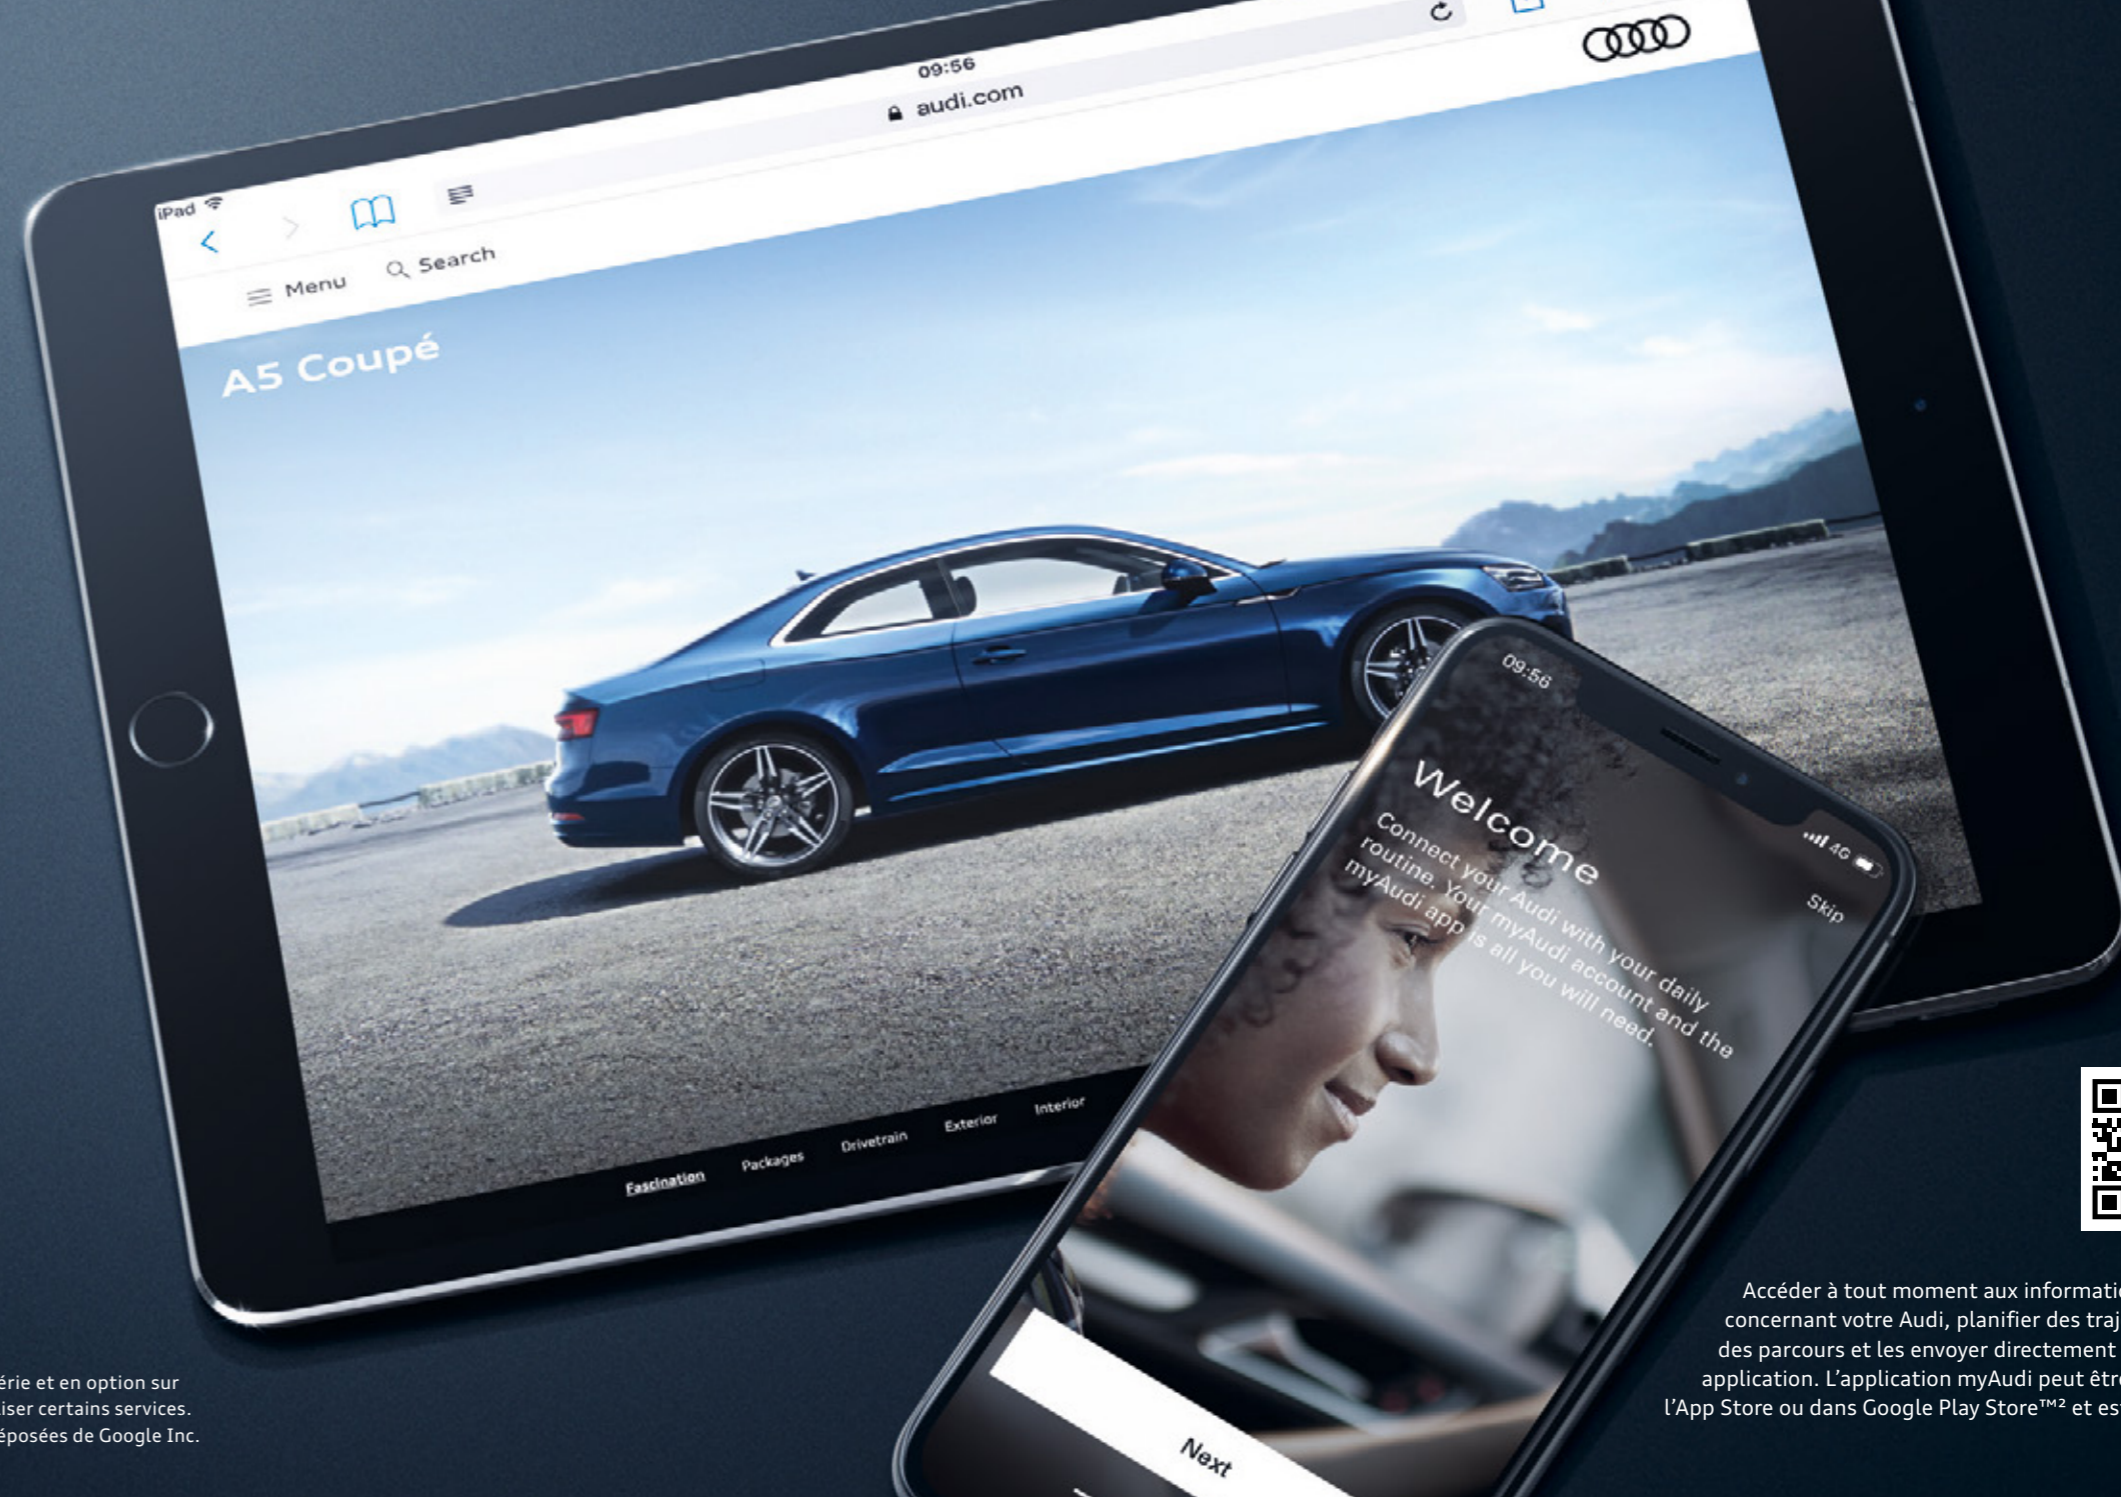 09:56
audi.com
iPad
Menu
Search
A5 Coupé
09:56
4G
Skip
Welcome
Connect your Audi with your daily
routine. Your myAudi account and the
myAudi app is all you will need.
Fascination
Packages
Drivetrain
Exterior
Interior
Next
Accéder à tout moment aux informati
concernant votre Audi, planifier des traj
des parcours et les envoyer directement
application. L’application myAudi peut êtr
l’App Store ou dans Google Play Store™² et es
érie et en option sur
iser certains services.
éposées de Google Inc.